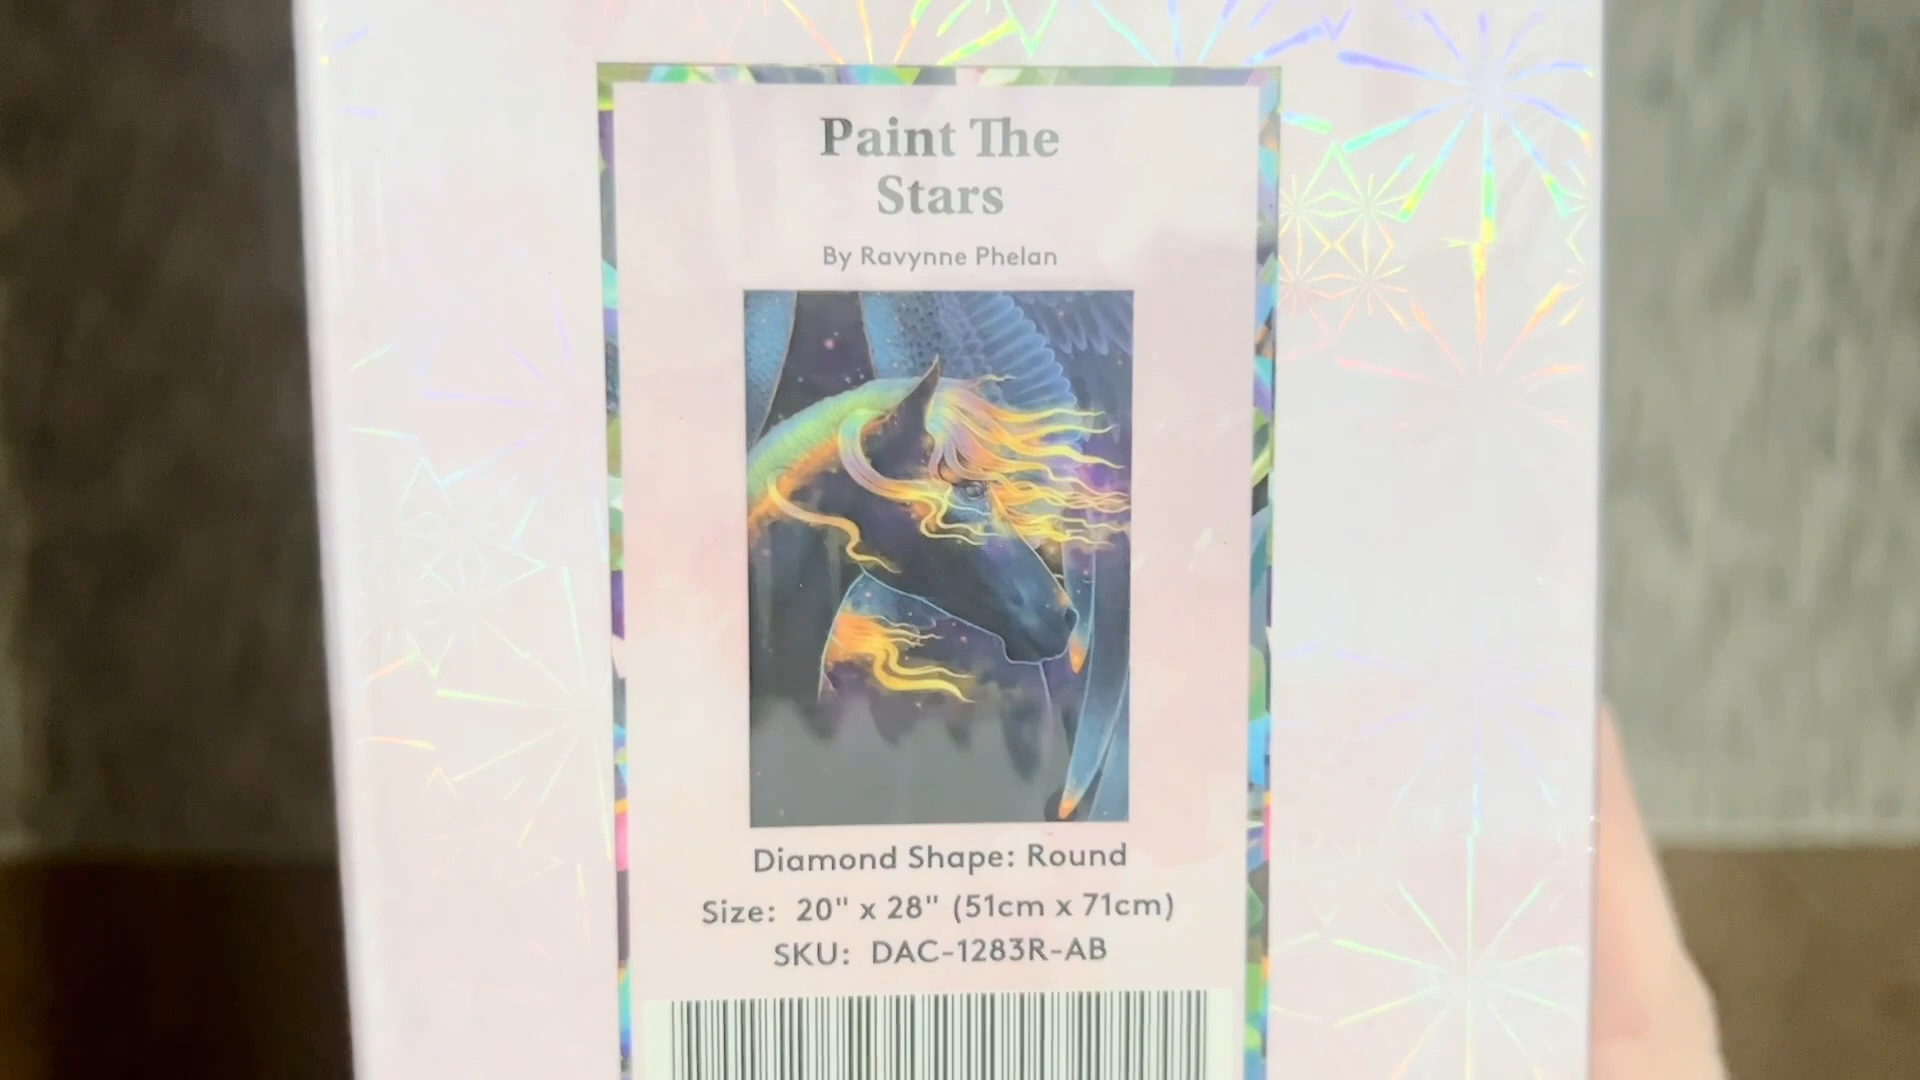 Paint The
Stars
By Ravynne Phelan
Diamond Shape: Round
Size: 20" x 28" (51cm x 71cm)
SKU: DAC-1283R-AB